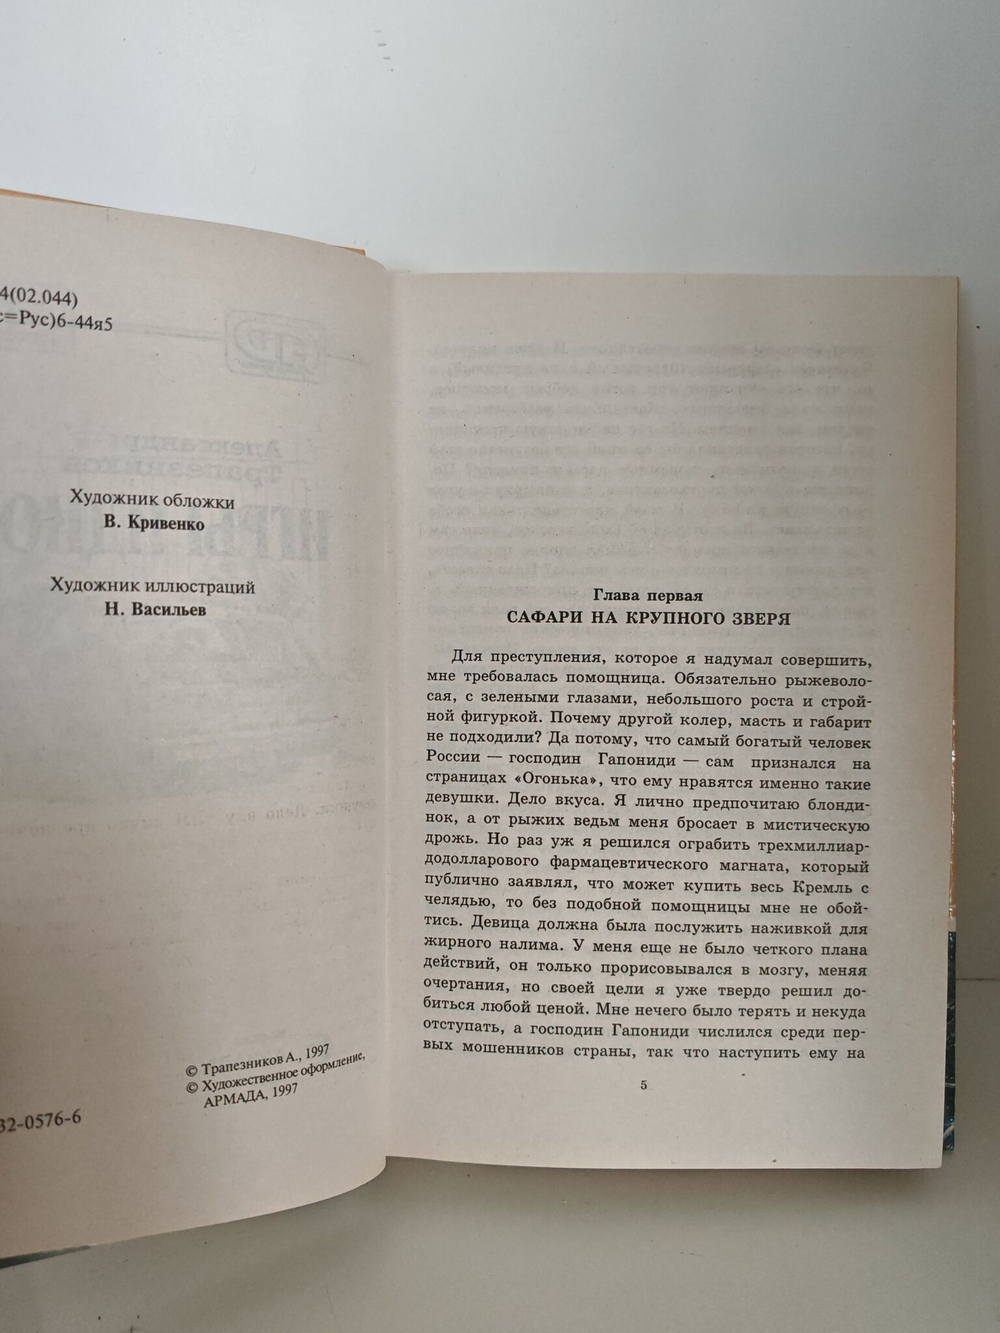 4(02.044)
с=Рус)6-44я5
Художник обложки
В. Кривенко
Художник иллюстраций
Н. Васильев
© Трапезников А., 1997
© Художественное оформление,
АРМАДА, 1997
32-0576-6
Глава первая
САФАРИ НА КРУПНОГО ЗВЕРЯ
Для преступления, которое я надумал совершить,
мне требовалась помощница. Обязательно рыжеволо-
сая, с зелеными глазами, небольшого роста и строй-
ной фигуркой. Почему другой колер, масть и габарит
не подходили? Да потому, что самый богатый человек
России — господин Гапониди — сам признался на
страницах «Огонька», что ему нравятся именно такие
девушки. Дело вкуса. Я лично предпочитаю блонди-
нок, а от рыжих ведьм меня бросает в мистическую
дрожь. Но раз уж я решился ограбить трехмиллиар-
додолларового фармацевтического магната, который
публично заявлял, что может купить весь Кремль с
челядью, то без подобной помощницы мне не обой-
тись. Девица должна была послужить наживкой для
жирного налима. У меня еще не было четкого плана
действий, он только прорисовывался в мозгу, меняя
очертания, но своей цели я уже твердо решил до-
биться любой ценой. Мне нечего было терять и некуда
отступать, а господин Гапониди числился среди пер-
вых мошенников страны, так что наступить ему на
5